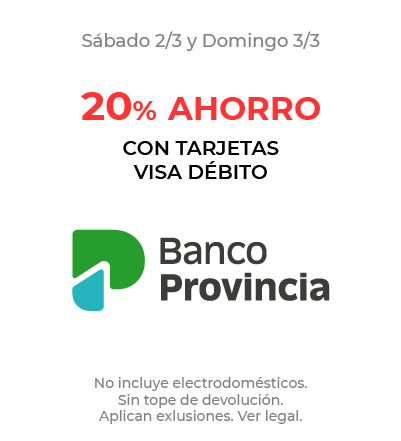 Sábado 2/3 y Domingo 3/3
20% AHORRO
CON TARJETAS
VISA DÉBITO
Banco
Provincia
No incluye electrodomésticos.
Sin tope de devolución.
Aplican exlusiones. Ver legal.